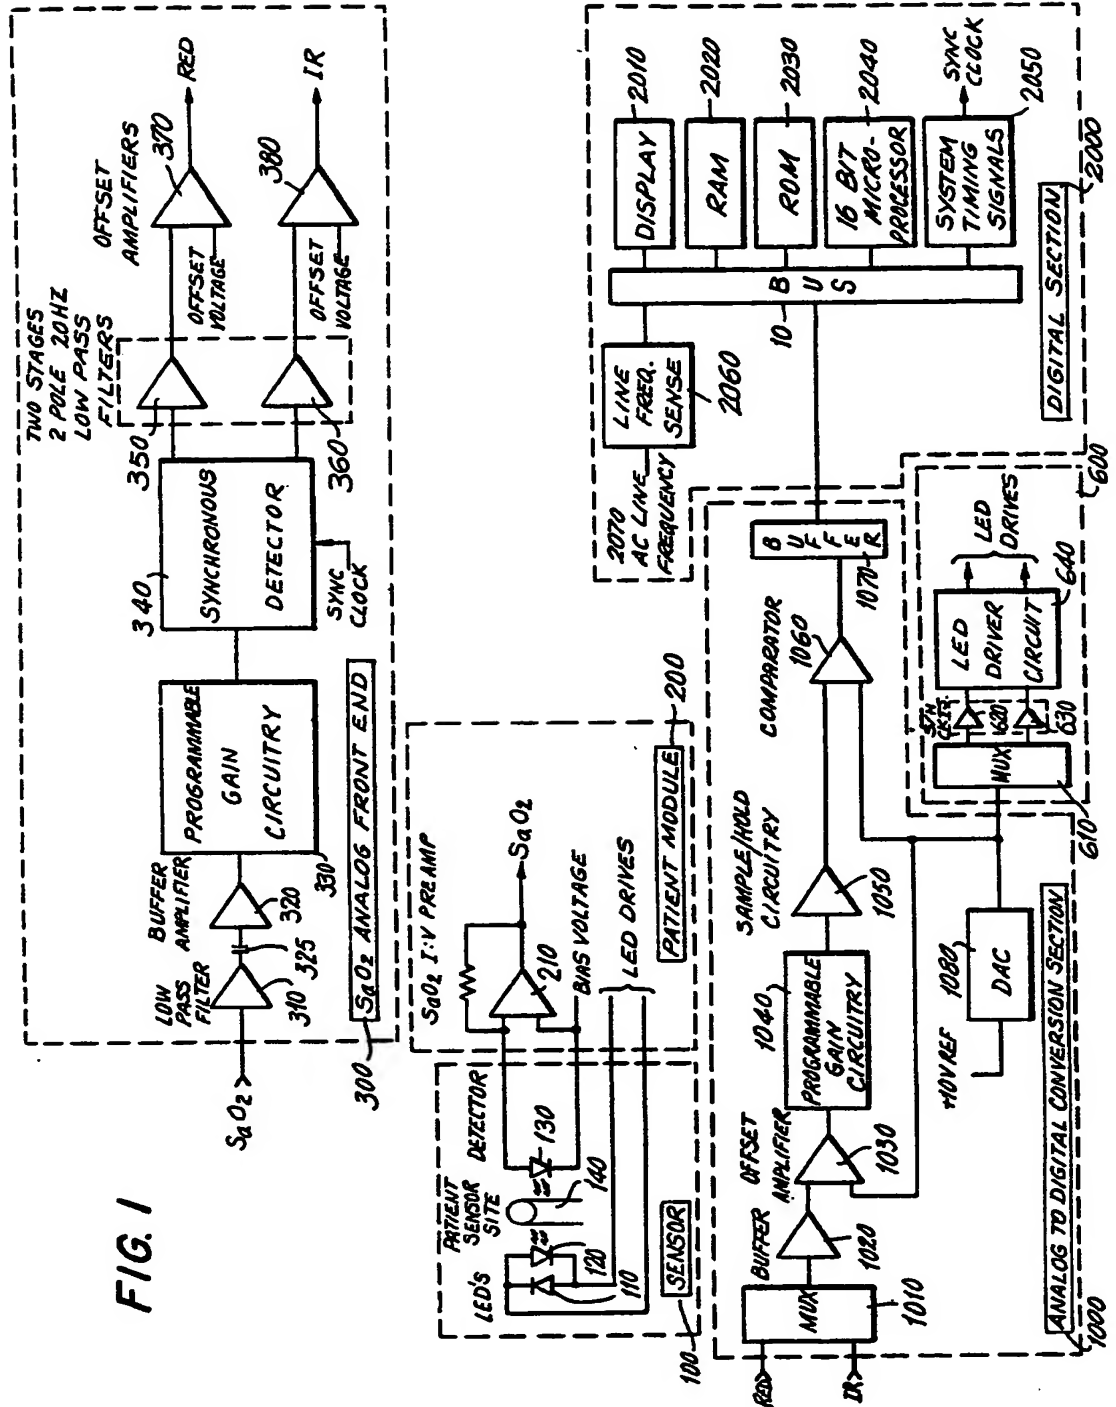 FIG. 1
SaO2
LOW
PASS
FILTER
310
325
BUFFER
AMPLIFIER
320
PROGRAMMABLE
GAIN
CIRCUITRY
330
340
SYNCHRONOUS
DETECTOR
SYNC
CLOCK
TWO STAGES
2 POLE 20HZ
LOW PASS
FILTERS
350
360
OFFSET
AMPLIFIERS
OFFSET
VOLTAGE
370
RED
OFFSET
VOLTAGE
380
IR
300
SaO2 ANALOG FRONT END
LED'S
110
120
PATIENT
SENSOR
SITE
140
DETECTOR
130
100
SENSOR
SaO2 I:V PREAMP
210
SaO2
BIAS VOLTAGE
LED DRIVES
PATIENT MODULE
200
RED
IR
MUX
1010
BUFFER
1020
OFFSET
AMPLIFIER
1030
1040
PROGRAMMABLE
GAIN
CIRCUITRY
SAMPLE/HOLD
CIRCUITRY
1050
COMPARATOR
1060
BUFFER
1070
+10VREF
1080
DAC
1000
ANALOG TO DIGITAL CONVERSION SECTION
610
MUX
S/H
CKTR.
620
630
LED
DRIVER
CIRCUIT
640
LED
DRIVES
600
2070
AC LINE
FREQUENCY
LINE
FREQ.
SENSE
2060
10
BUS
DISPLAY
2010
RAM
2020
ROM
2030
16 BIT
MICRO-
PROCESSOR
2040
SYSTEM
TIMING
SIGNALS
2050
SYNC
CLOCK
DIGITAL SECTION
2000